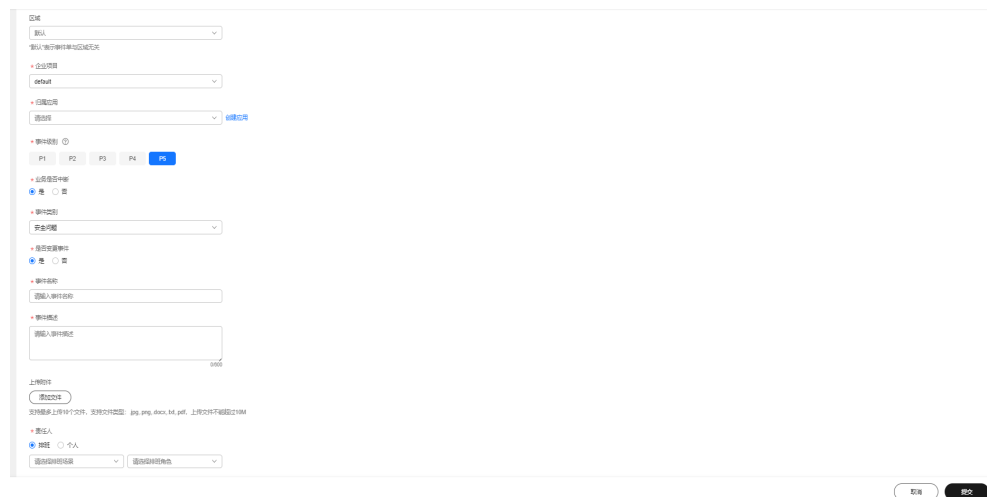 区域
默认
"默认"表示事件单与区域无关
* 企业项目
default
* 归属应用
请选择 创建应用
* 事件级别
P1 P2 P3 P4 P5
* 业务是否中断
是 否
* 事件类别
安全问题
* 是否变更事件
是 否
* 事件名称
请输入事件名称
* 事件描述
请输入事件描述
0/500
上传附件
添加文件
支持最多上传10个文件、支持文件类型：.jpg,.png,.docx,.txt,.pdf，上传文件不能超过10M
* 责任人
排班 个人
请选择排班场景 请选择排班角色
取消 提交